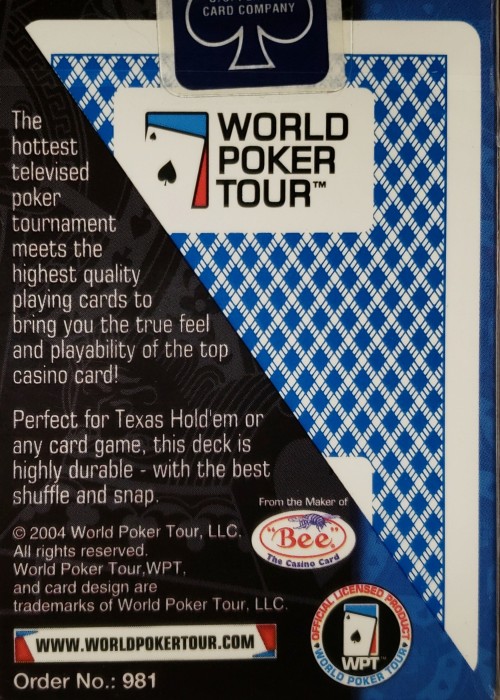 CARD COMPANY
WORLD
POKER
TOUR™
The
hottest
televised
poker
tournament
meets the
highest quality
playing cards to
bring you the true feel
and playability of the top
casino card!
Perfect for Texas Hold'em or
any card game, this deck is
highly durable - with the best
shuffle and snap.
From the Maker of
"Bee"
The Casino Card
© 2004 World Poker Tour, LLC.
All rights reserved.
World Poker Tour,WPT,
and card design are
trademarks of World Poker Tour, LLC.
OFFICIAL LICENSED PRODUCT
WPT
WORLD POKER TOUR
WWW.WORLDPOKERTOUR.COM
Order No.: 981